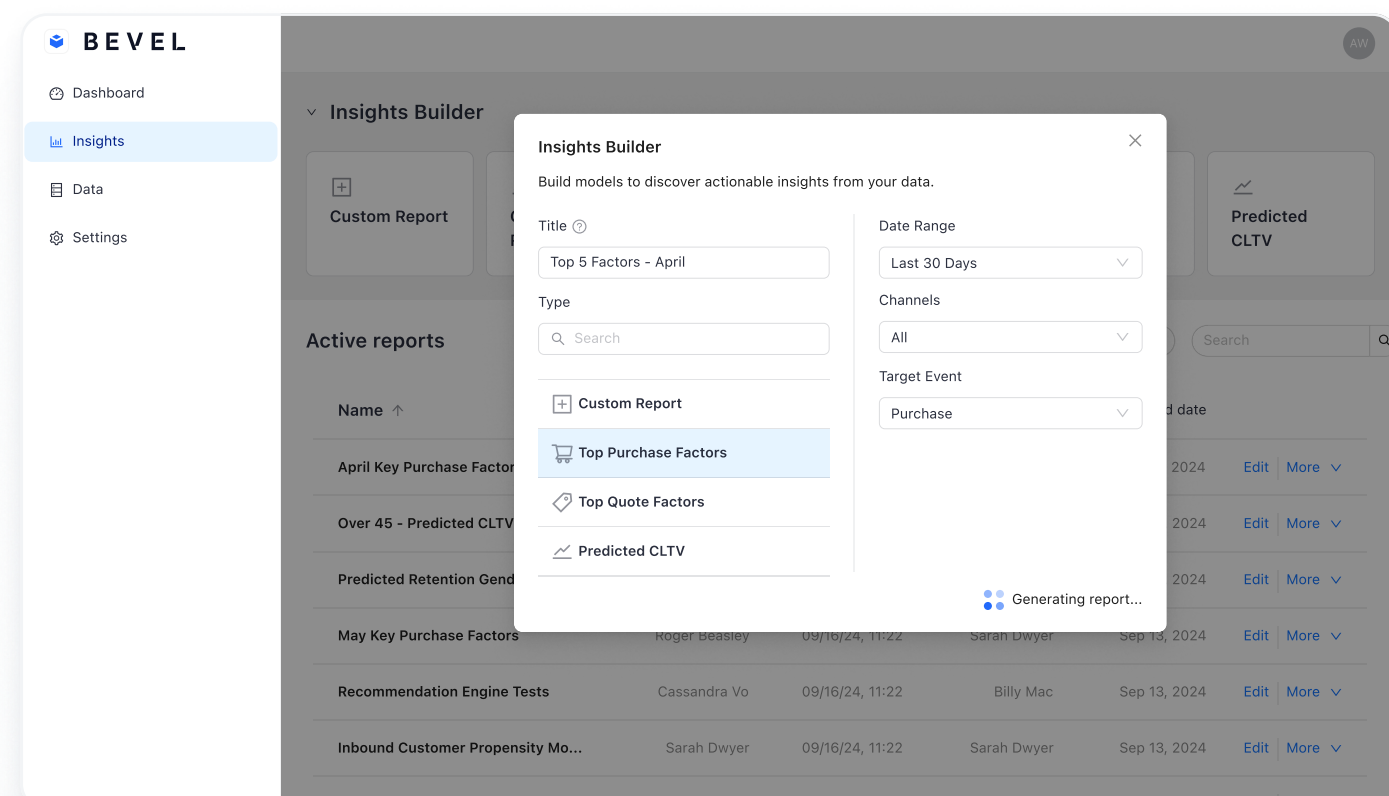 BEVEL
Dashboard
Insights
Data
Settings
AW
Insights Builder
Custom Report
Predicted
CLTV
Active reports
Search
Name
date
April Key Purchase Factor
2024
Edit
More
Over 45 - Predicted CLTV
2024
Edit
More
Predicted Retention Gend
2024
Edit
More
May Key Purchase Factors
Roger Beasley
09/16/24, 11:22
Sarah Dwyer
Sep 13, 2024
Edit
More
Recommendation Engine Tests
Cassandra Vo
09/16/24, 11:22
Billy Mac
Sep 13, 2024
Edit
More
Inbound Customer Propensity Mo...
Sarah Dwyer
09/16/24, 11:22
Sarah Dwyer
Sep 13, 2024
Edit
More
Insights Builder
Build models to discover actionable insights from your data.
Title
Top 5 Factors - April
Type
Search
Custom Report
Top Purchase Factors
Top Quote Factors
Predicted CLTV
Date Range
Last 30 Days
Channels
All
Target Event
Purchase
Generating report...